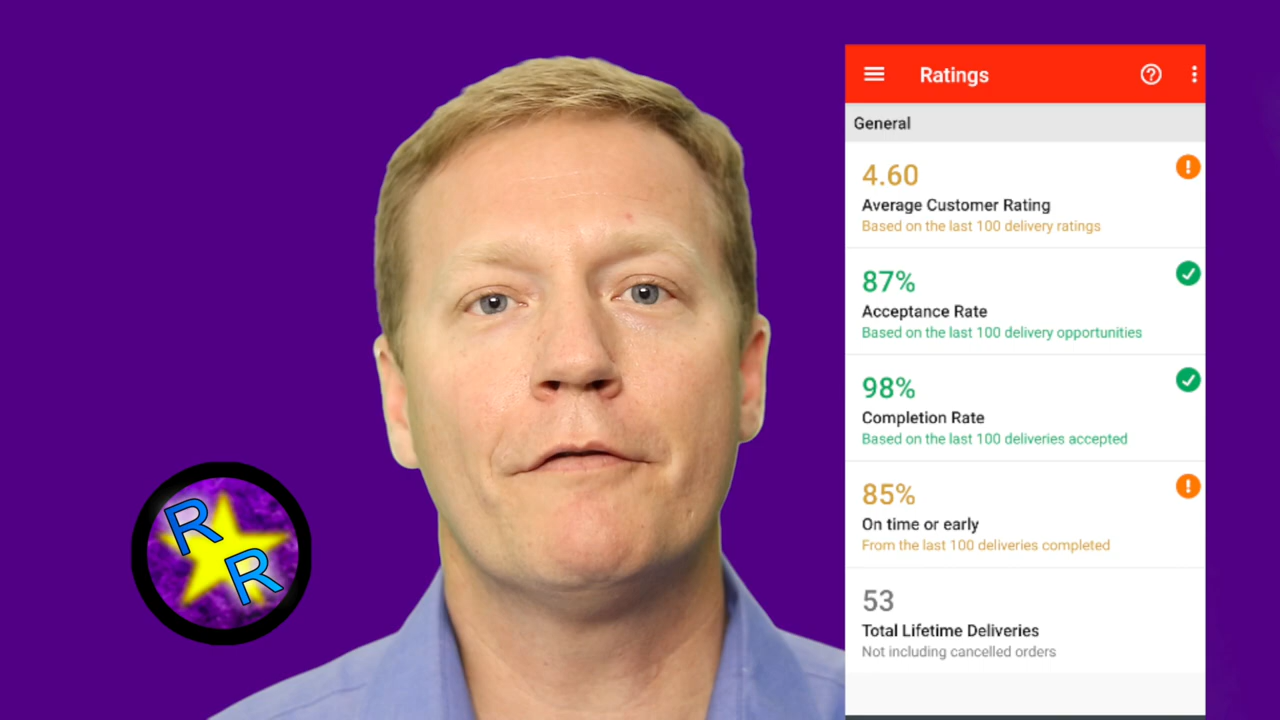 Ratings
General
4.60
Average Customer Rating
Based on the last 100 delivery ratings
87%
Acceptance Rate
Based on the last 100 delivery opportunities
98%
Completion Rate
Based on the last 100 deliveries accepted
85%
On time or early
From the last 100 deliveries completed
53
Total Lifetime Deliveries
Not including cancelled orders
R
R